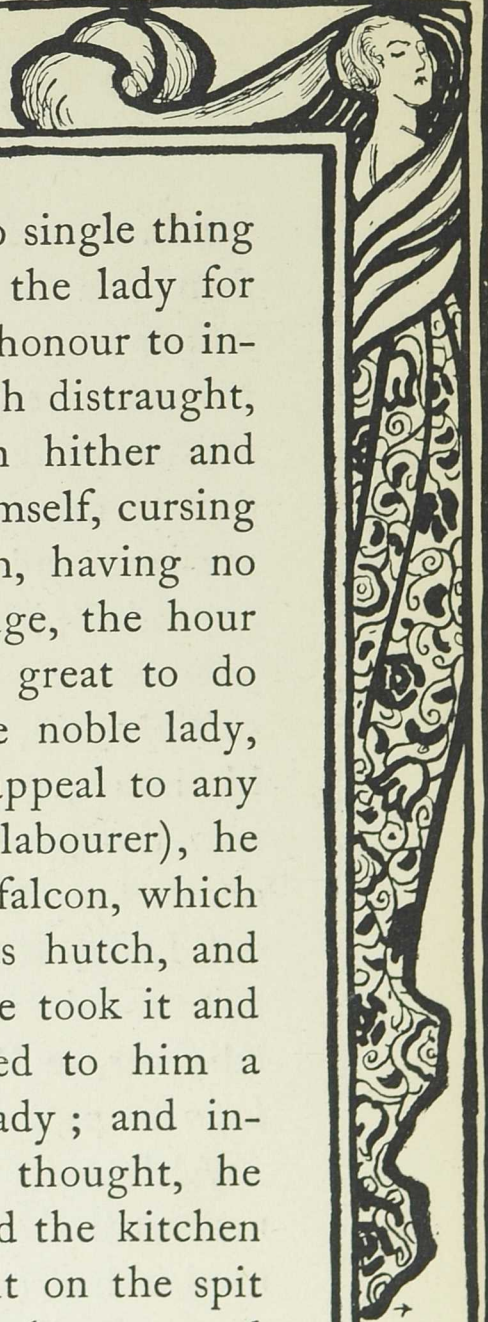 single thing
the lady for
honour to in-
h distraught,
hither and
mself, cursing
n, having no
ge, the hour
great to do
e noble lady,
appeal to any
labourer), he
falcon, which
s hutch, and
e took it and
ed to him a
ady ; and in-
thought, he
d the kitchen
t on the spit